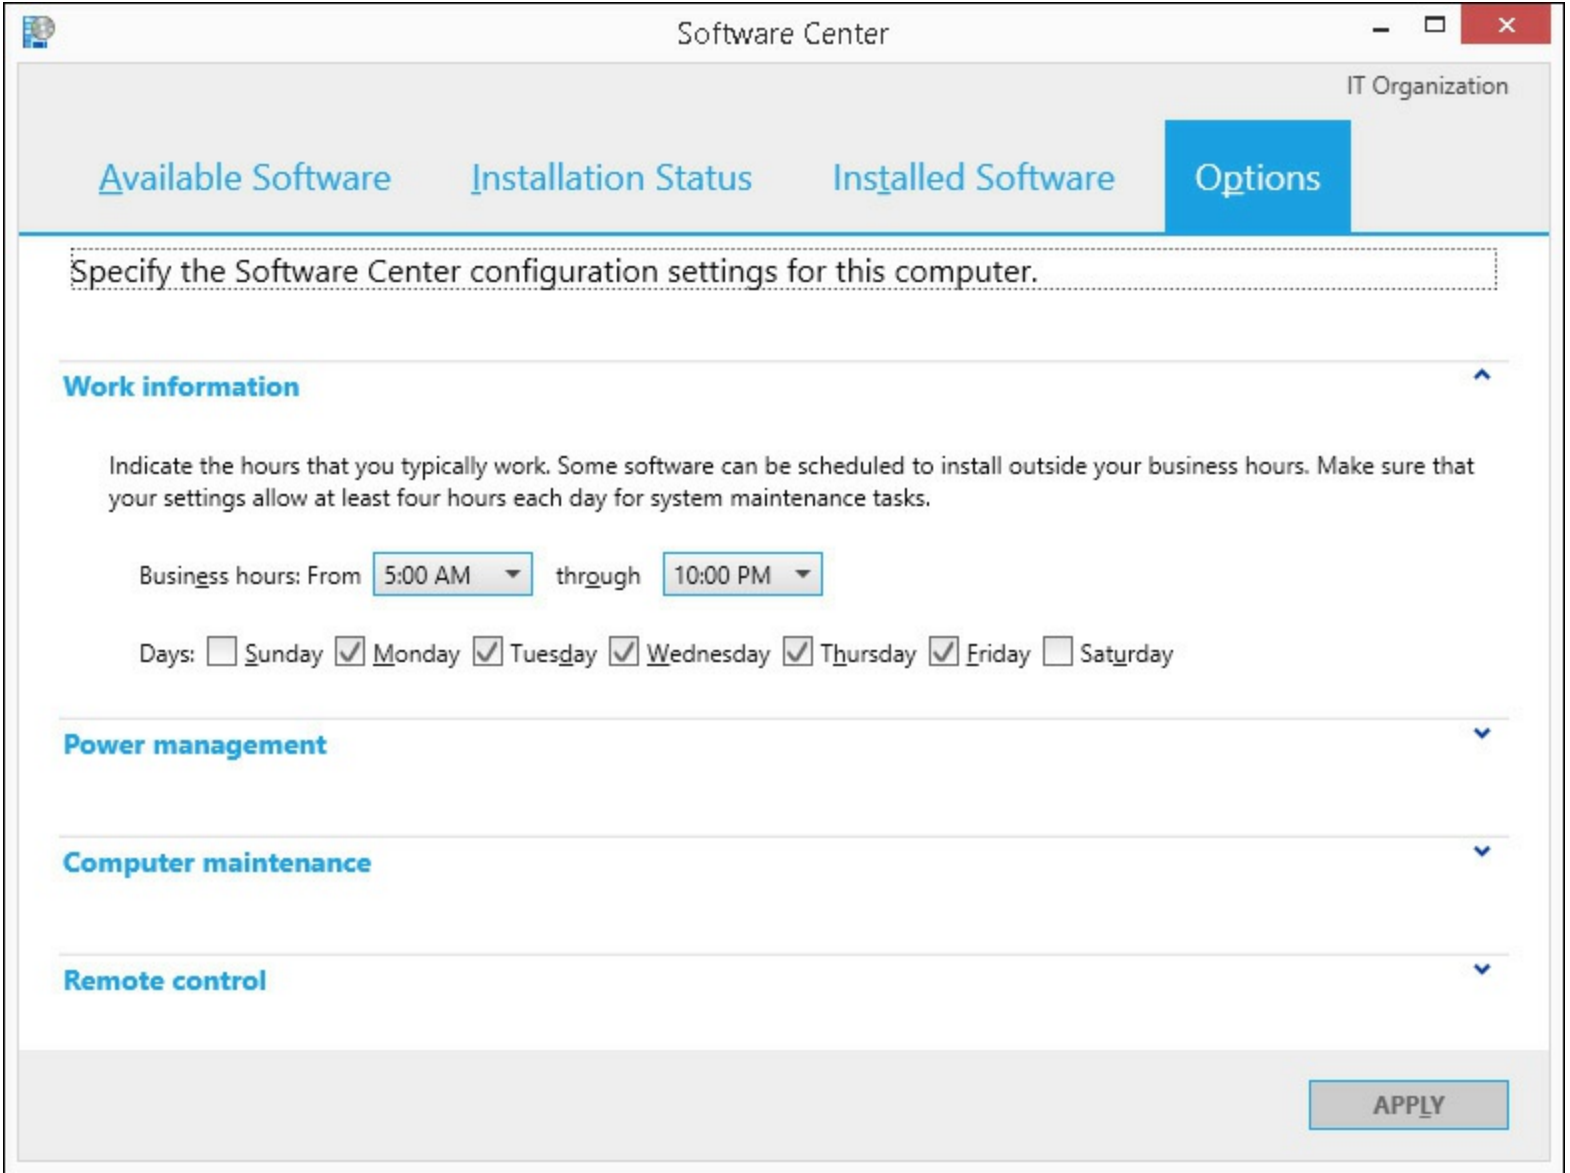 Software Center
IT Organization
Available Software Installation Status Installed Software Options
Specify the Software Center configuration settings for this computer.
Work information
Indicate the hours that you typically work. Some software can be scheduled to install outside your business hours. Make sure that
your settings allow at least four hours each day for system maintenance tasks.
Business hours: From 5:00 AM through 10:00 PM
Days: Sunday Monday Tuesday Wednesday Thursday Friday Saturday
Power management
Computer maintenance
Remote control
APPLY